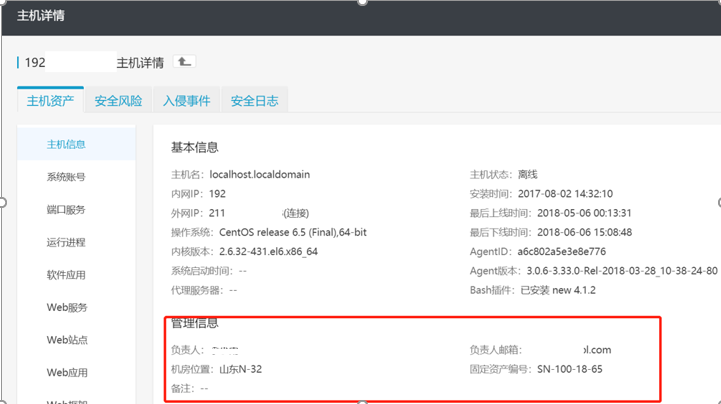 主机详情
192 主机详情
主机资产 安全风险 入侵事件 安全日志
主机信息
系统账号
端口服务
运行进程
软件应用
Web服务
Web站点
Web应用
Web框架
基本信息
主机名: localhost.localdomain 主机状态: 离线
内网IP: 192 安装时间: 2017-08-02 14:32:10
外网IP: 211 (连接) 最后上线时间: 2018-05-06 00:13:31
操作系统: CentOS release 6.5 (Final),64-bit 最后下线时间: 2018-06-06 15:08:48
内核版本: 2.6.32-431.el6.x86_64 AgentID: a6c802a5e3e8e776
系统启动时间: -- Agent版本: 3.0.6-3.33.0-Rel-2018-03-28_10-38-24-80
代理服务器: -- Bash插件: 已安装 new 4.1.2
管理信息
负责人: 负责人邮箱: ol.com
机房位置: 山东N-32 固定资产编号: SN-100-18-65
备注: --